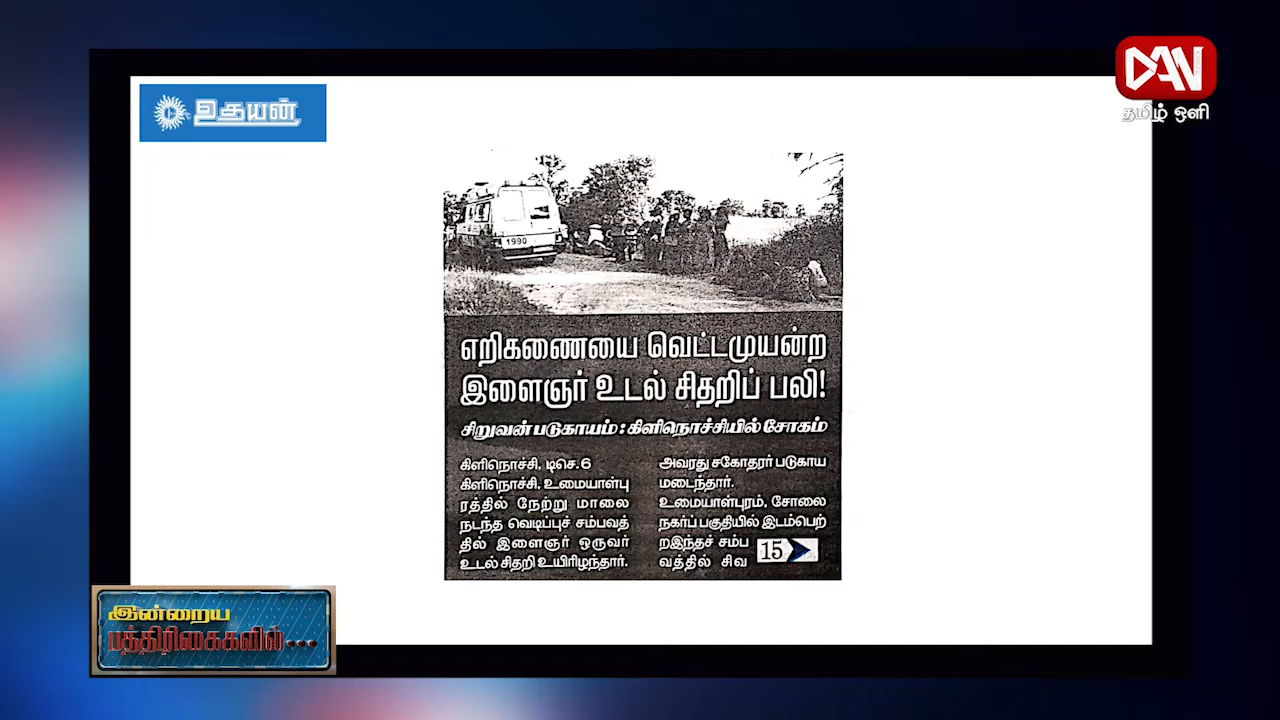 உதயன்
DAN
தமிழ் ஒளி
1990
எறிகணையை வெட்டமுயன்ற
இளைஞர் உடல் சிதறிப் பலி!
சிறுவன் படுகாயம் : கிளிநொச்சியில் சோகம்
கிளிநொச்சி, டிசெ. 6
கிளிநொச்சி, உமையாள்பு
ரத்தில் நேற்று மாலை
நடந்த வெடிப்புச் சம்பவத்
தில் இளைஞர் ஒருவர்
உடல் சிதறி உயிரிழந்தார்.
அவரது சகோதரர் படுகாய
மடைந்தார்.
உமையாள்புரம், சோலை
நகர்ப் பகுதியில் இடம்பெற்
றஇந்தச் சம்ப
வத்தில் சிவ
15
இன்றைய
பத்திரிகைகளில்...